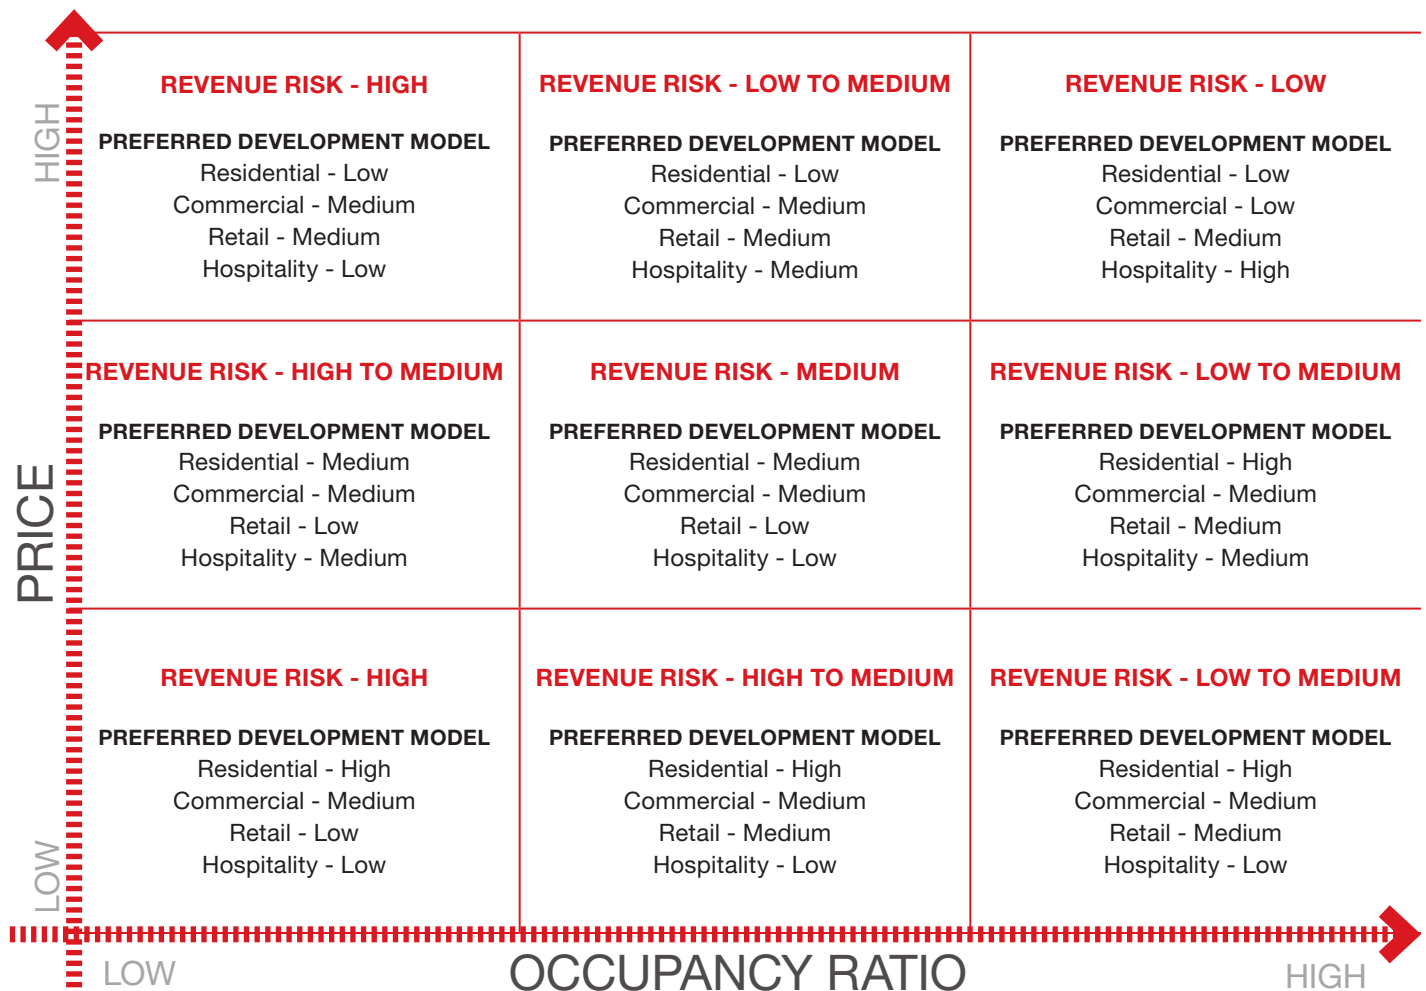 HIGH
PRICE
LOW
REVENUE RISK - HIGH
PREFERRED DEVELOPMENT MODEL
Residential - Low
Commercial - Medium
Retail - Medium
Hospitality - Low
REVENUE RISK - LOW TO MEDIUM
PREFERRED DEVELOPMENT MODEL
Residential - Low
Commercial - Medium
Retail - Medium
Hospitality - Medium
REVENUE RISK - LOW
PREFERRED DEVELOPMENT MODEL
Residential - Low
Commercial - Low
Retail - Medium
Hospitality - High
REVENUE RISK - HIGH TO MEDIUM
PREFERRED DEVELOPMENT MODEL
Residential - Medium
Commercial - Medium
Retail - Low
Hospitality - Medium
REVENUE RISK - MEDIUM
PREFERRED DEVELOPMENT MODEL
Residential - Medium
Commercial - Medium
Retail - Low
Hospitality - Low
REVENUE RISK - LOW TO MEDIUM
PREFERRED DEVELOPMENT MODEL
Residential - High
Commercial - Medium
Retail - Medium
Hospitality - Medium
REVENUE RISK - HIGH
PREFERRED DEVELOPMENT MODEL
Residential - High
Commercial - Medium
Retail - Low
Hospitality - Low
REVENUE RISK - HIGH TO MEDIUM
PREFERRED DEVELOPMENT MODEL
Residential - High
Commercial - Medium
Retail - Medium
Hospitality - Low
REVENUE RISK - LOW TO MEDIUM
PREFERRED DEVELOPMENT MODEL
Residential - High
Commercial - Medium
Retail - Medium
Hospitality - Low
LOW
OCCUPANCY RATIO
HIGH